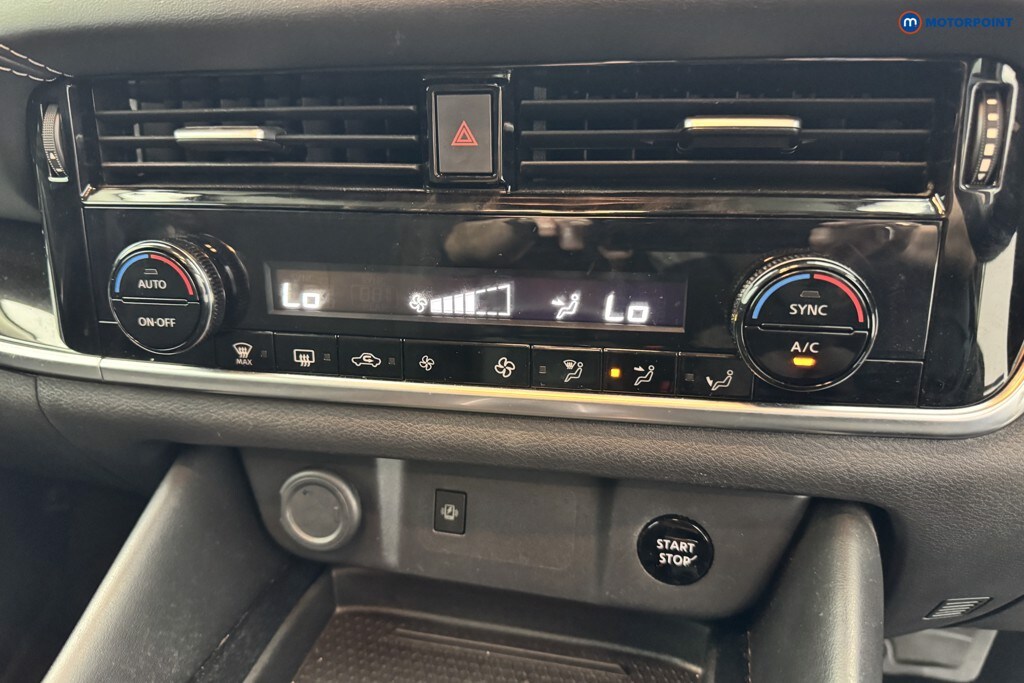 m MOTORPOINT
AUTO
ON·OFF
Lo
Lo
SYNC
A/C
MAX
START
STOP